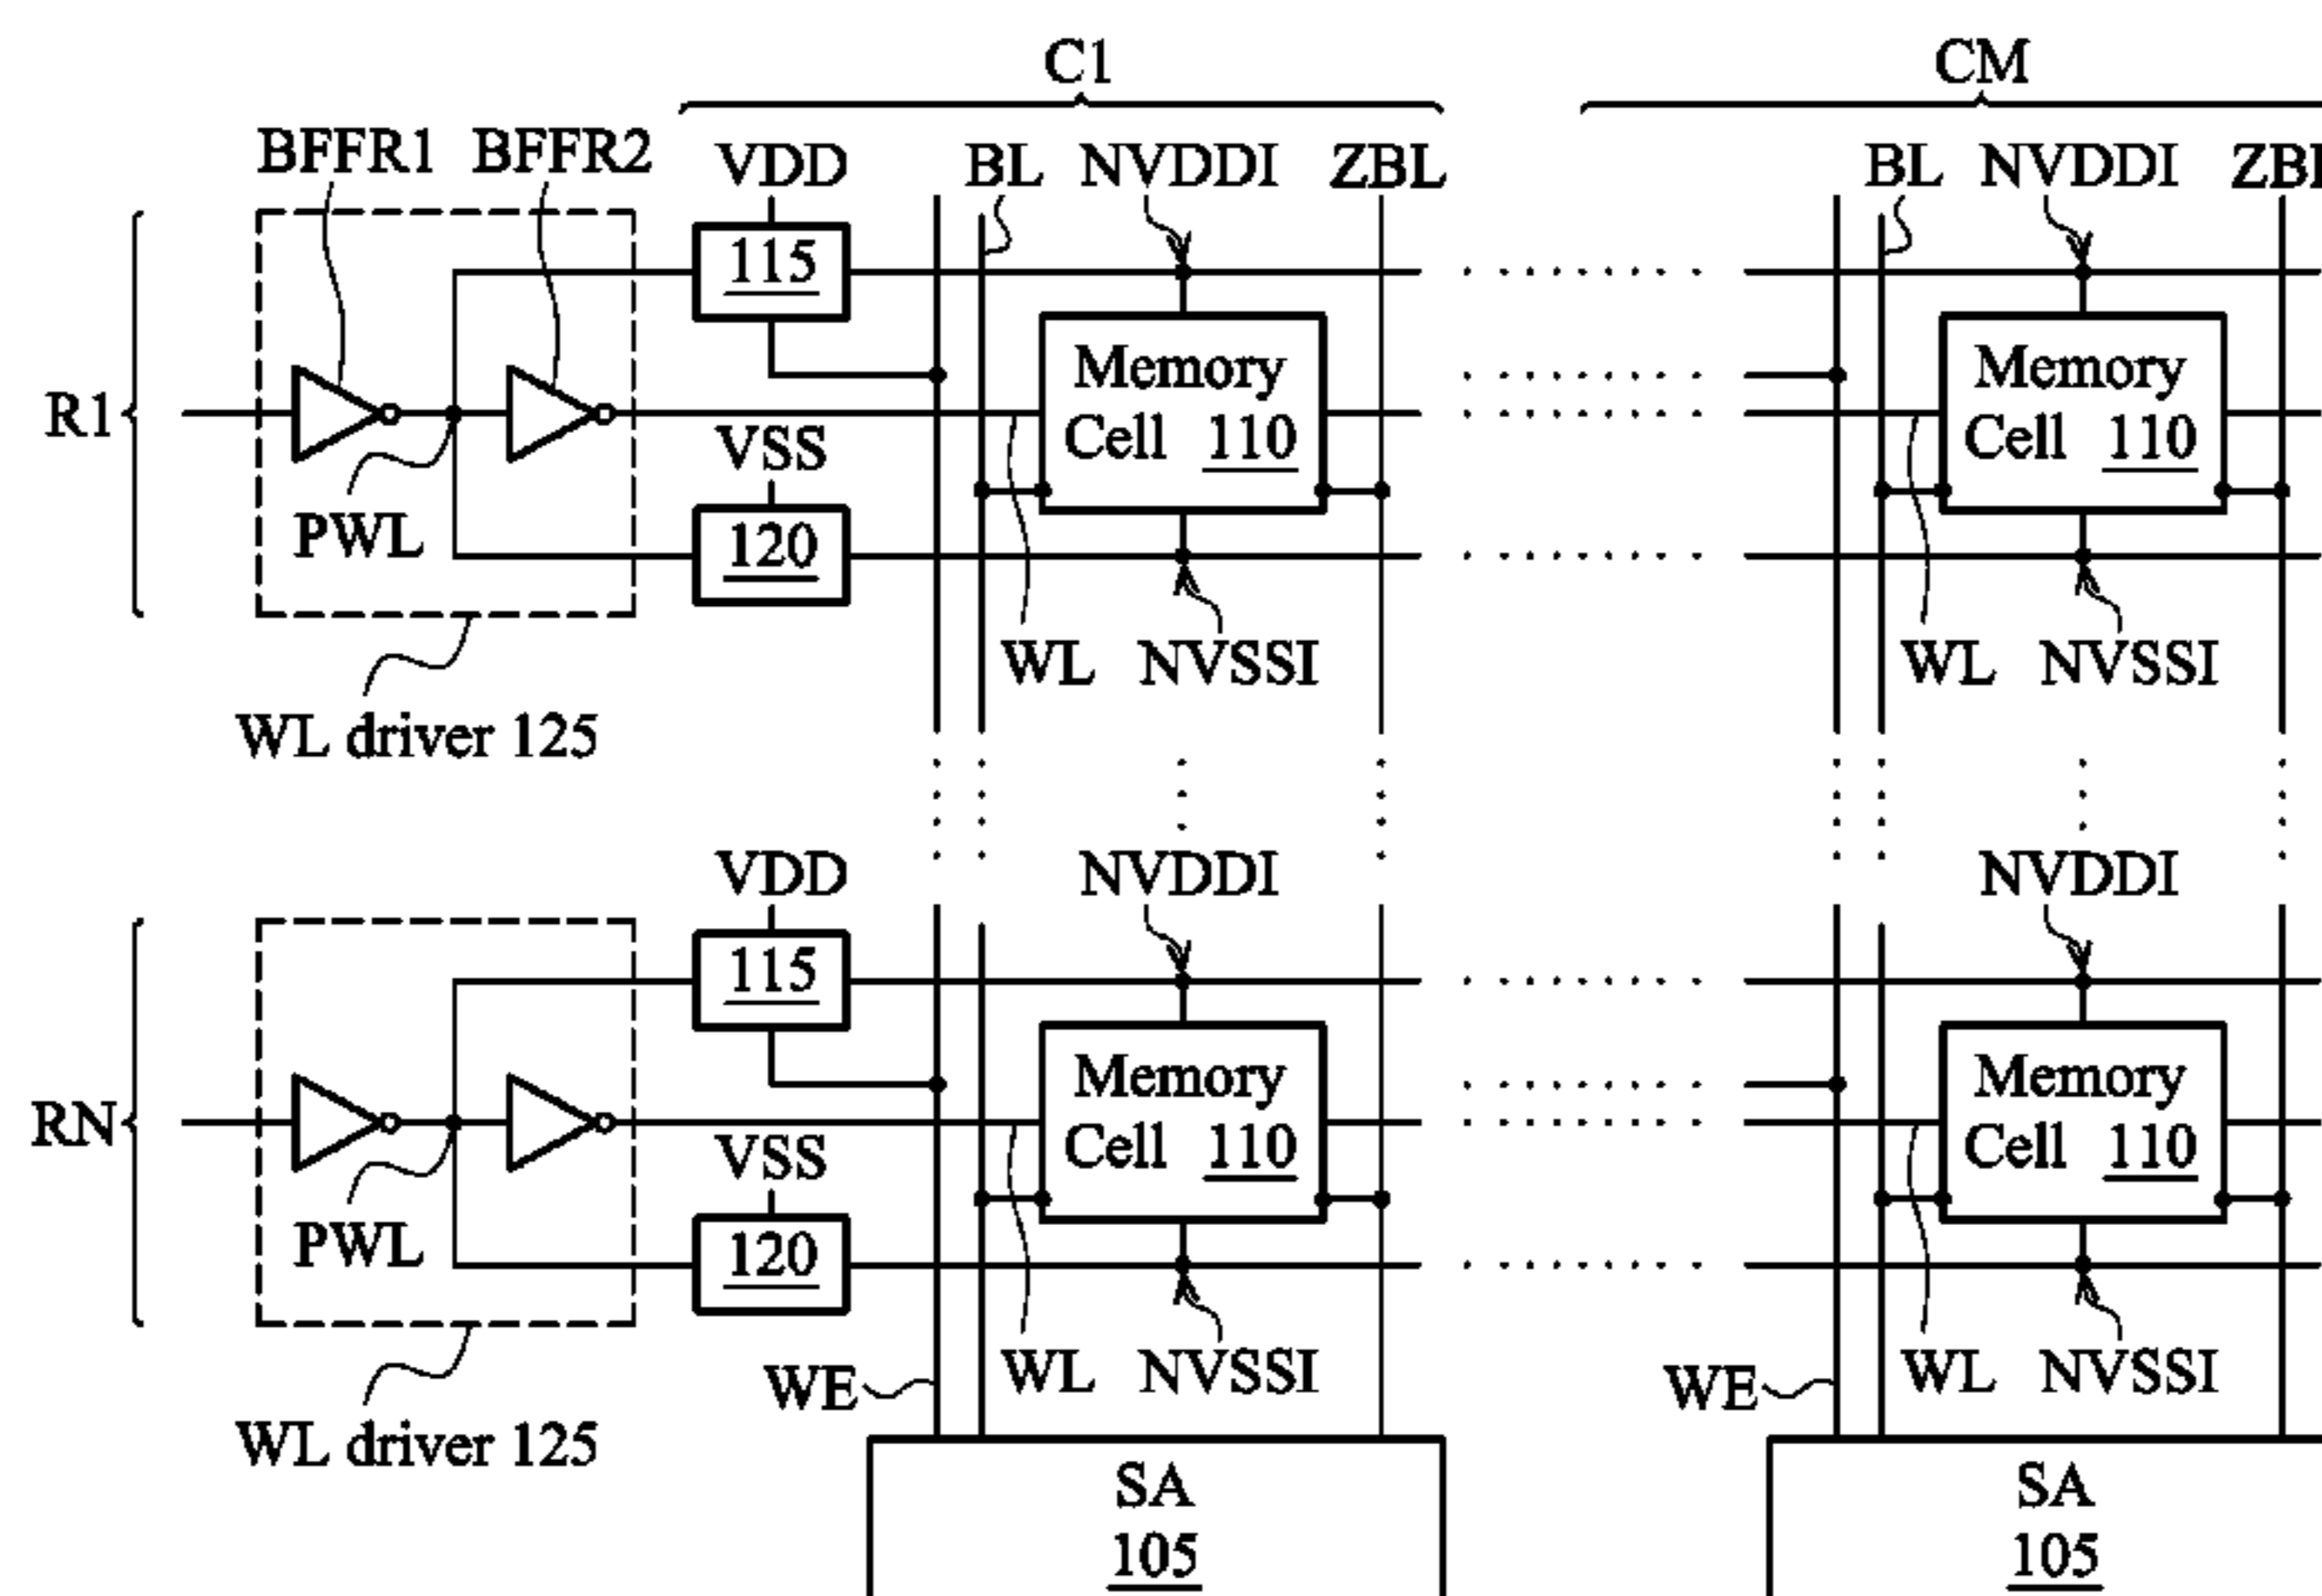 C1 CM
BFFR1 BFFR2 VDD BL NVDDI ZBL BL NVDDI
115
R1 Memory Cell 110 Memory Cell 110
VSS
PWL 120
WL NVSSI WL NVSSI
WL driver 125
VDD NVDDI NVDDI
115
RN Memory Cell 110 Memory Cell 110
VSS
PWL 120
WE WL NVSSI WE WL NVSSI
WL driver 125
SA SA
105 105